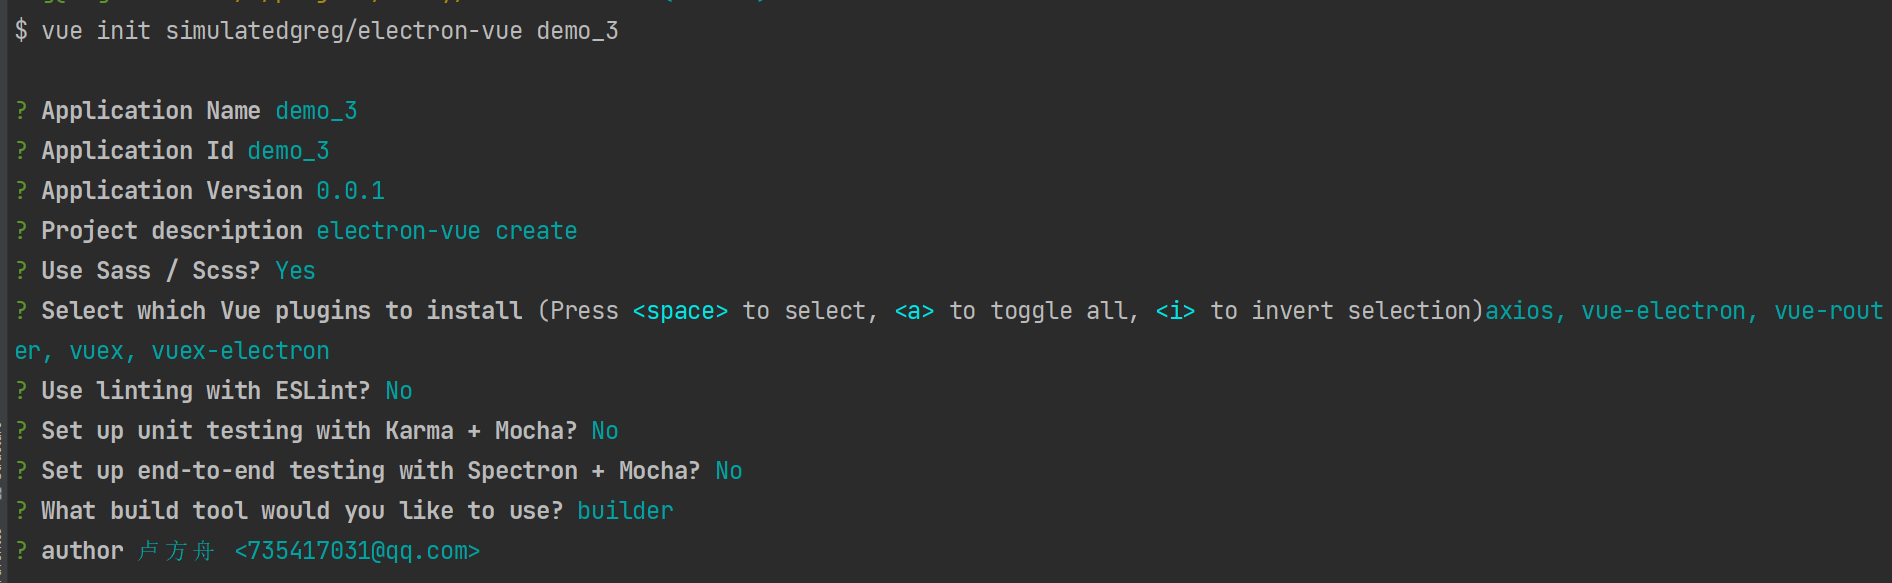 $ vue init simulatedgreg/electron-vue demo_3
? Application Name demo_3
? Application Id demo_3
? Application Version 0.0.1
? Project description electron-vue create
? Use Sass / Scss? Yes
? Select which Vue plugins to install (Press <space> to select, <a> to toggle all, <i> to invert selection)axios, vue-electron, vue-rout
er, vuex, vuex-electron
? Use linting with ESLint? No
? Set up unit testing with Karma + Mocha? No
? Set up end-to-end testing with Spectron + Mocha? No
? What build tool would you like to use? builder
? author 卢方舟 <735417031@qq.com>